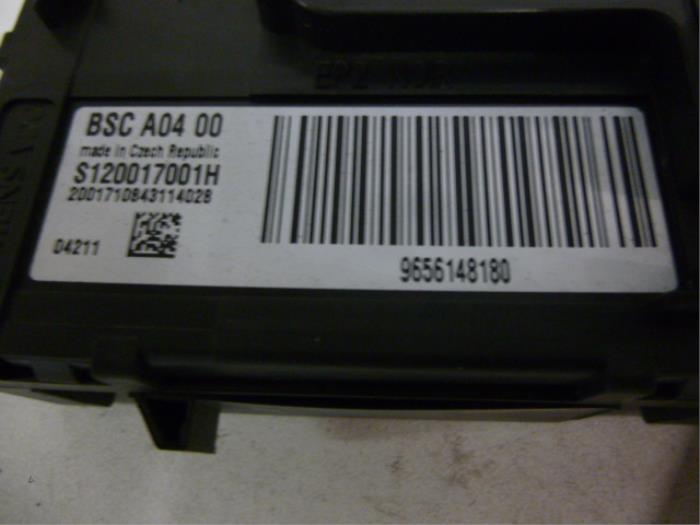 BSC A04 00
made in Czech Republic
S120017001H
2001710843114028
04211
9656148180